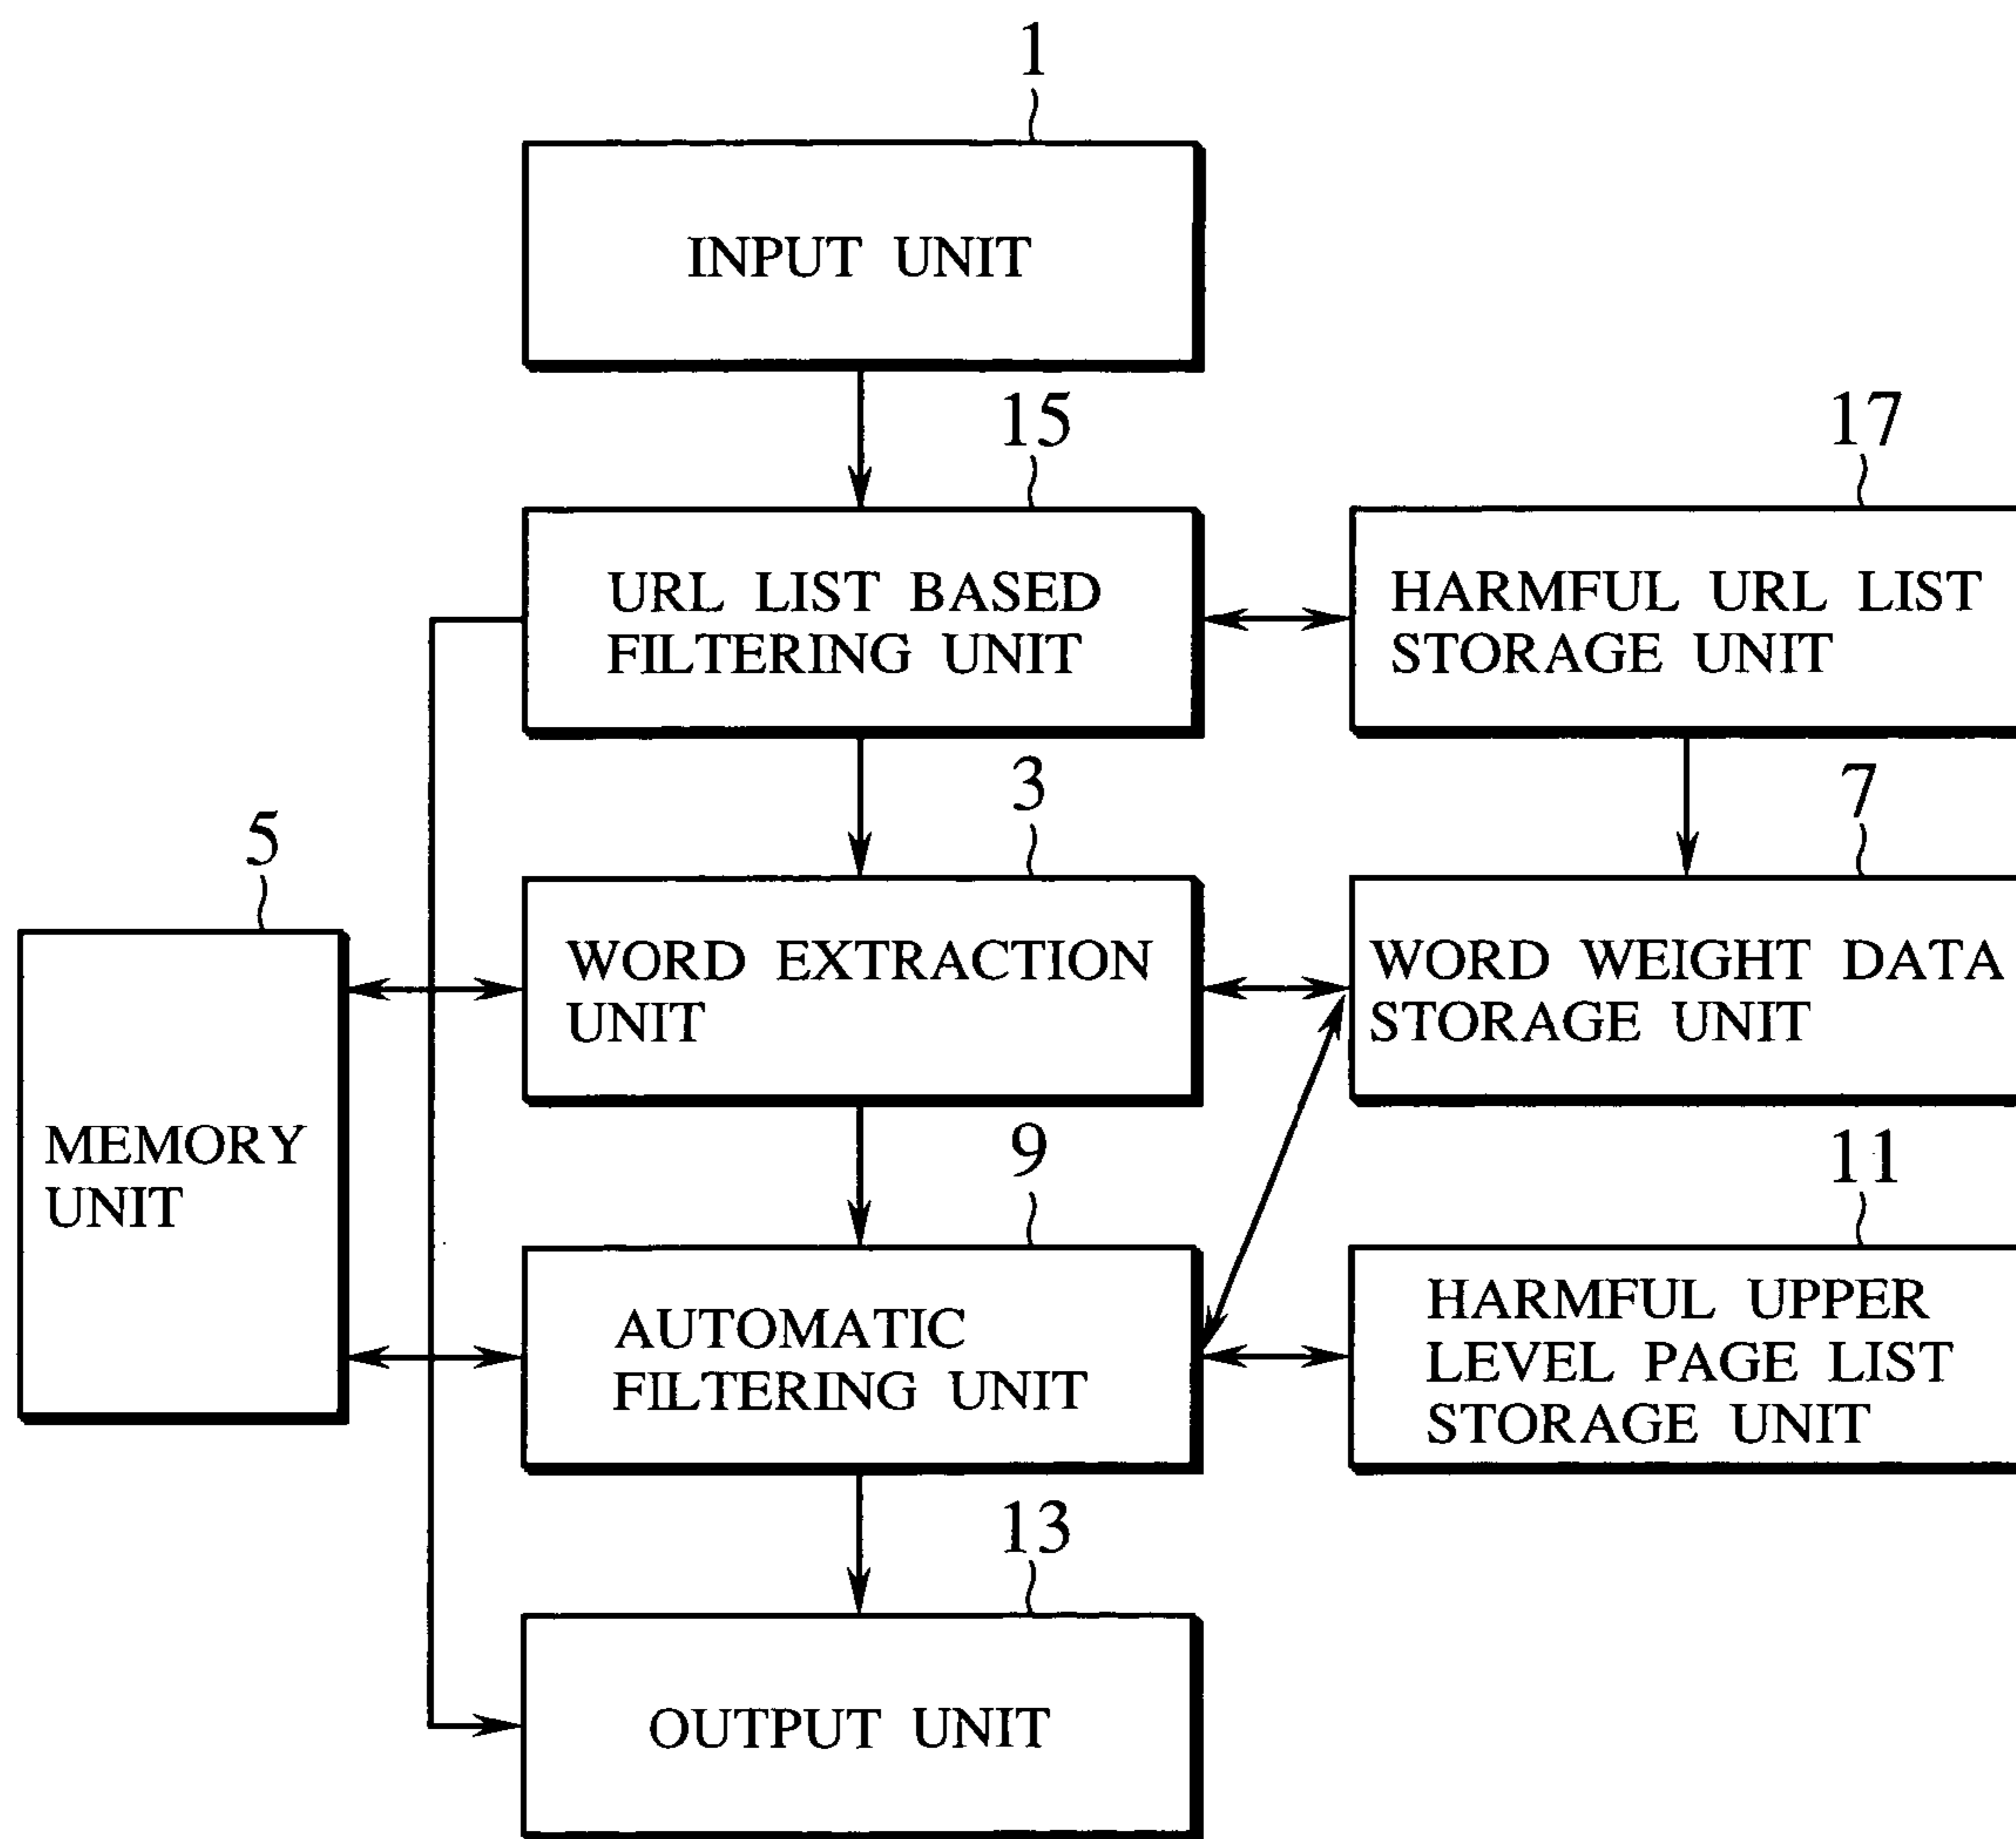 1
INPUT UNIT
15
17
URL LIST BASED
FILTERING UNIT
HARMFUL URL LIST
STORAGE UNIT
3
7
5
WORD EXTRACTION
UNIT
WORD WEIGHT DATA
STORAGE UNIT
MEMORY
UNIT
9
11
AUTOMATIC
FILTERING UNIT
HARMFUL UPPER
LEVEL PAGE LIST
STORAGE UNIT
13
OUTPUT UNIT